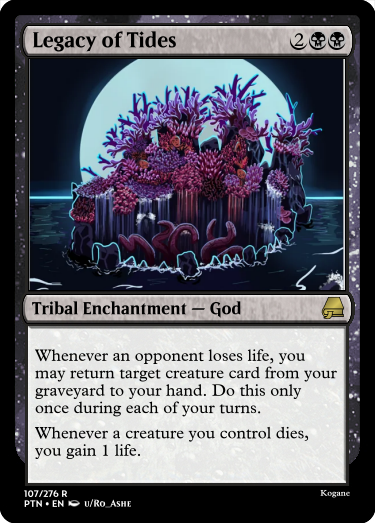 Legacy of Tides 2
Tribal Enchantment — God
Whenever an opponent loses life, you
may return target creature card from your
graveyard to your hand. Do this only
once during each of your turns.
Whenever a creature you control dies,
you gain 1 life.
107/276 R Kogane
PTN • EN u/Ro_Ashe